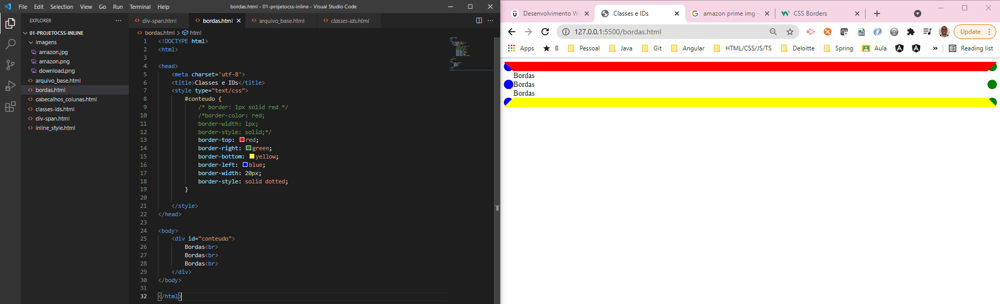 File Edit Selection View Go Run Terminal Help
bordas.html - 01-projetocss-inline - Visual Studio Code
EXPLORER
01-PROJETOCSS-INLINE
imagens
amazon.jpg
amazon.png
download.png
arquivo_base.html
bordas.html
cabecalhos_colunas.html
classes-ids.html
div-span.html
inline_style.html
div-span.html bordas.html arquivo_base.html classes-ids.html
bordas.html > html
1 <!DOCTYPE html>
2 <html>
3
4 <head>
5 <meta charset='utf-8'>
6 <title>Classes e IDs</title>
7 <style type="text/css">
8 #conteudo {
9 /* border: 1px solid red */
10 /*border-color: red;
11 border-width: 1px;
12 border-style: solid;*/
13 border-top: red;
14 border-right: green;
15 border-bottom: yellow;
16 border-left: blue;
17 border-width: 20px;
18 border-style: solid dotted;
19 }
20
21 </style>
22 </head>
23
24 <body>
25 <div id="conteudo">
26 Bordas<br>
27 Bordas<br>
28 Bordas<br>
29 </div>
30 </body>
31
32 </html>
Desenvolvimento W Classes e IDs amazon prime img - CSS Borders
127.0.0.1:5500/bordas.html
Update
Apps B Pessoal Java Git Angular HTML/CSS/JS/TS Deloitte Spring Aula » Reading list
Bordas
Bordas
Bordas